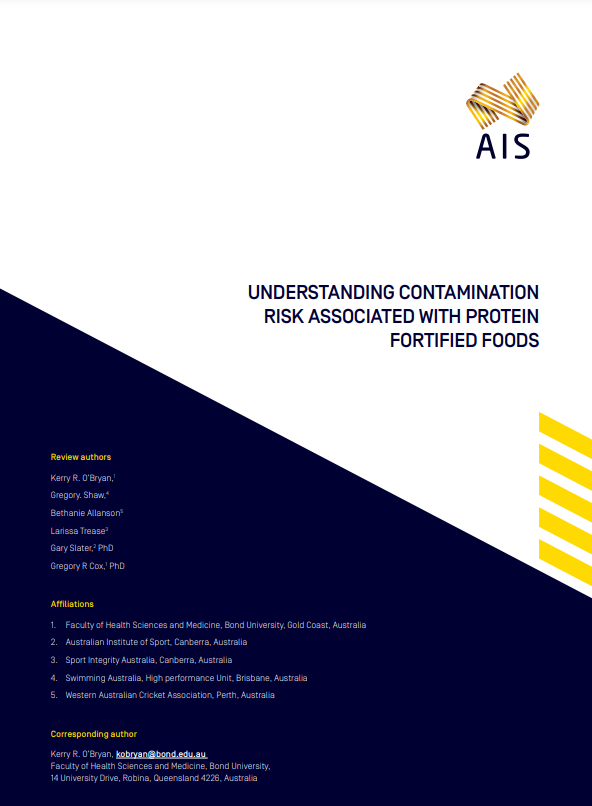 AIS
UNDERSTANDING CONTAMINATION
RISK ASSOCIATED WITH PROTEIN
FORTIFIED FOODS
Review authors
Kerry R. O'Bryan,¹
Gregory. Shaw,⁴
Bethanie Allanson⁵
Larissa Trease³
Gary Slater,² PhD
Gregory R Cox,¹ PhD
Affiliations
1. Faculty of Health Sciences and Medicine, Bond University, Gold Coast, Australia
2. Australian Institute of Sport, Canberra, Australia
3. Sport Integrity Australia, Canberra, Australia
4. Swimming Australia, High performance Unit, Brisbane, Australia
5. Western Australian Cricket Association, Perth, Australia
Corresponding author
Kerry R. O'Bryan, kobryan@bond.edu.au
Faculty of Health Sciences and Medicine, Bond University,
14 University Drive, Robina, Queensland 4226, Australia